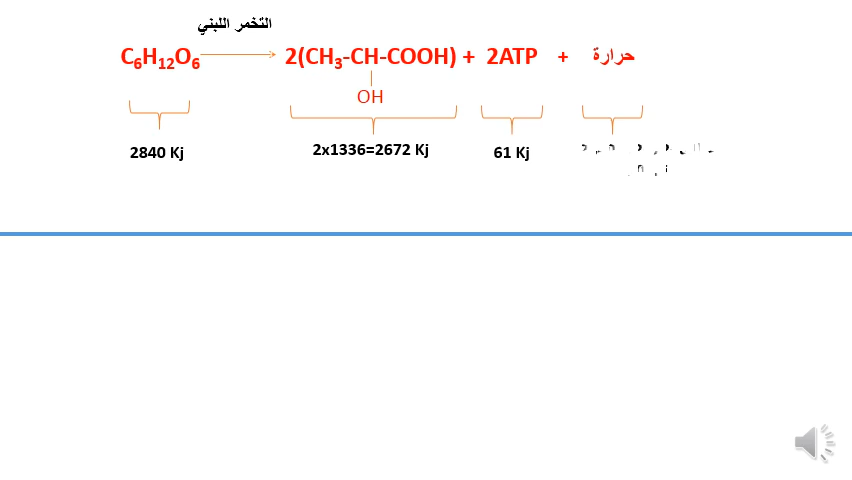 التخمر اللبني
C₆H₁₂O₆ → 2(CH₃-CH-COOH) + 2ATP + حرارة
OH
2840 Kj 2x1336=2672 Kj 61 Kj